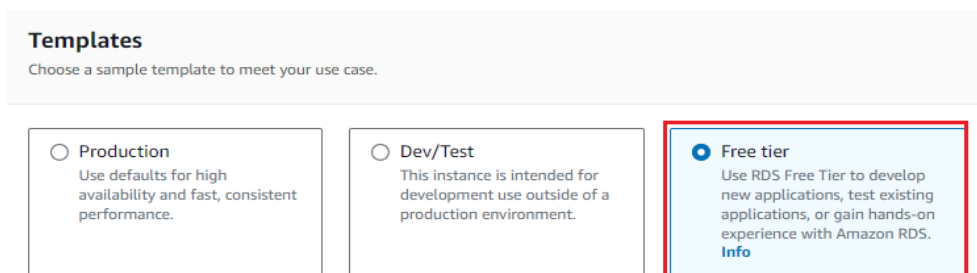 Templates
Choose a sample template to meet your use case.
Production
Use defaults for high
availability and fast, consistent
performance.
Dev/Test
This instance is intended for
development use outside of a
production environment.
Free tier
Use RDS Free Tier to develop
new applications, test existing
applications, or gain hands-on
experience with Amazon RDS.
Info